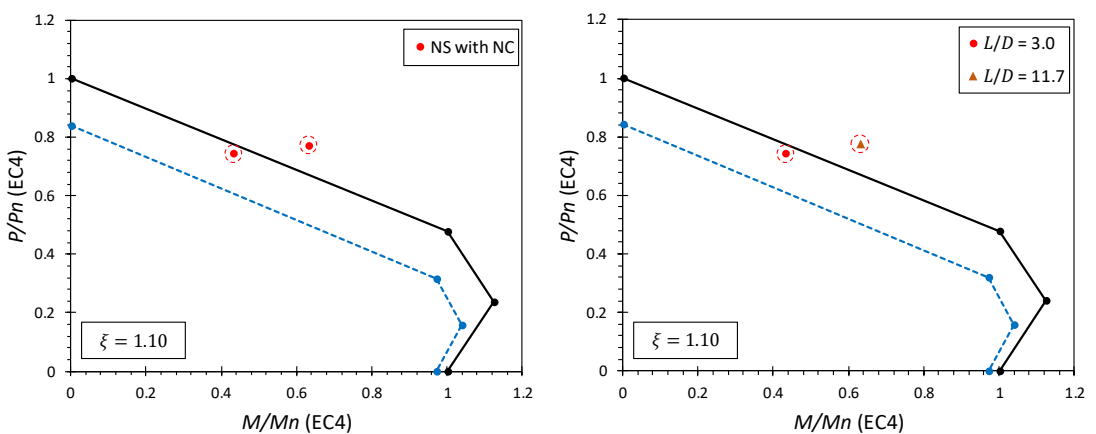 1.2
1
0.8
0.6
0.4
0.2
0
P/Pn (EC4)
NS with NC
ξ = 1.10
0 0.2 0.4 0.6 0.8 1 1.2
M/Mn (EC4)
1.2
1
0.8
0.6
0.4
0.2
0
P/Pn (EC4)
L/D = 3.0
L/D = 11.7
ξ = 1.10
0 0.2 0.4 0.6 0.8 1 1.2
M/Mn (EC4)